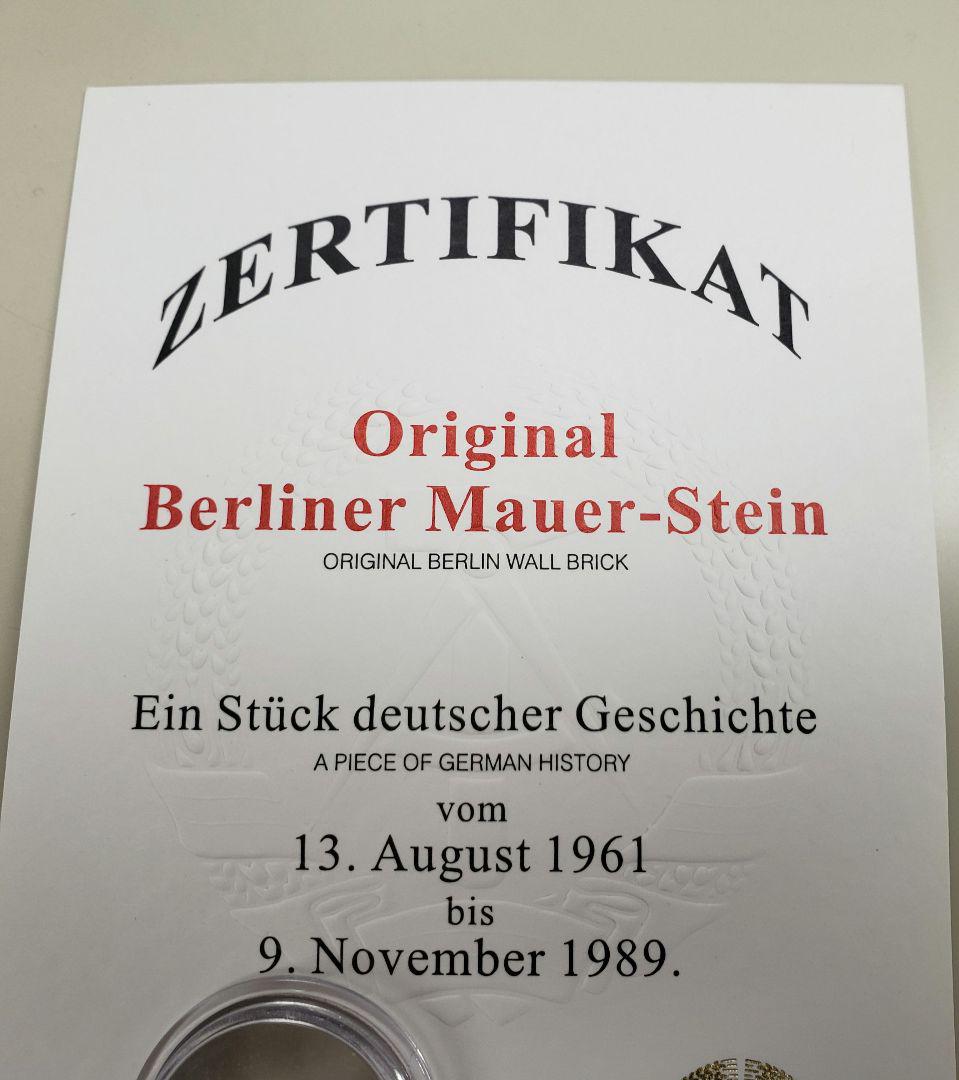 ZERTIFIKAT
Original
Berliner Mauer-Stein
ORIGINAL BERLIN WALL BRICK
Ein Stück deutscher Geschichte
A PIECE OF GERMAN HISTORY
vom
13. August 1961
bis
9. November 1989.